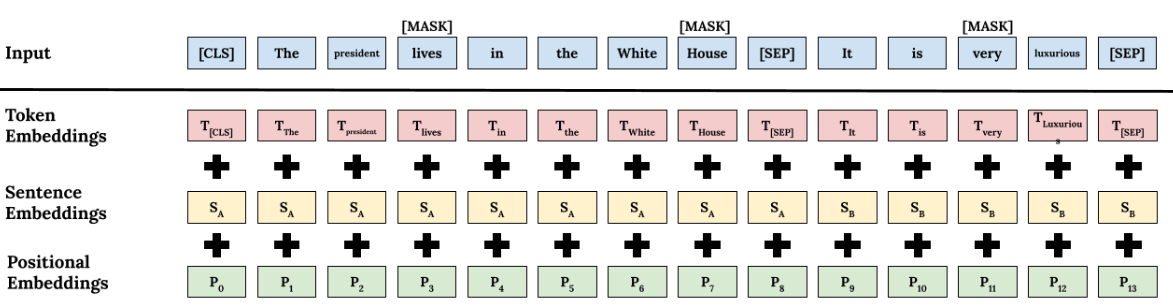 [MASK] [MASK] [MASK]
Input [CLS] The president lives in the White House [SEP] It is very luxurious [SEP]
Token Embeddings T[CLS] TThe Tpresident Tlives Tin Tthe TWhite THouse T[SEP] TIt Tis Tvery TLuxurious T[SEP]
Sentence Embeddings SA SA SA SA SA SA SA SA SA SB SB SB SB SB
Positional Embeddings P0 P1 P2 P3 P4 P5 P6 P7 P8 P9 P10 P11 P12 P13